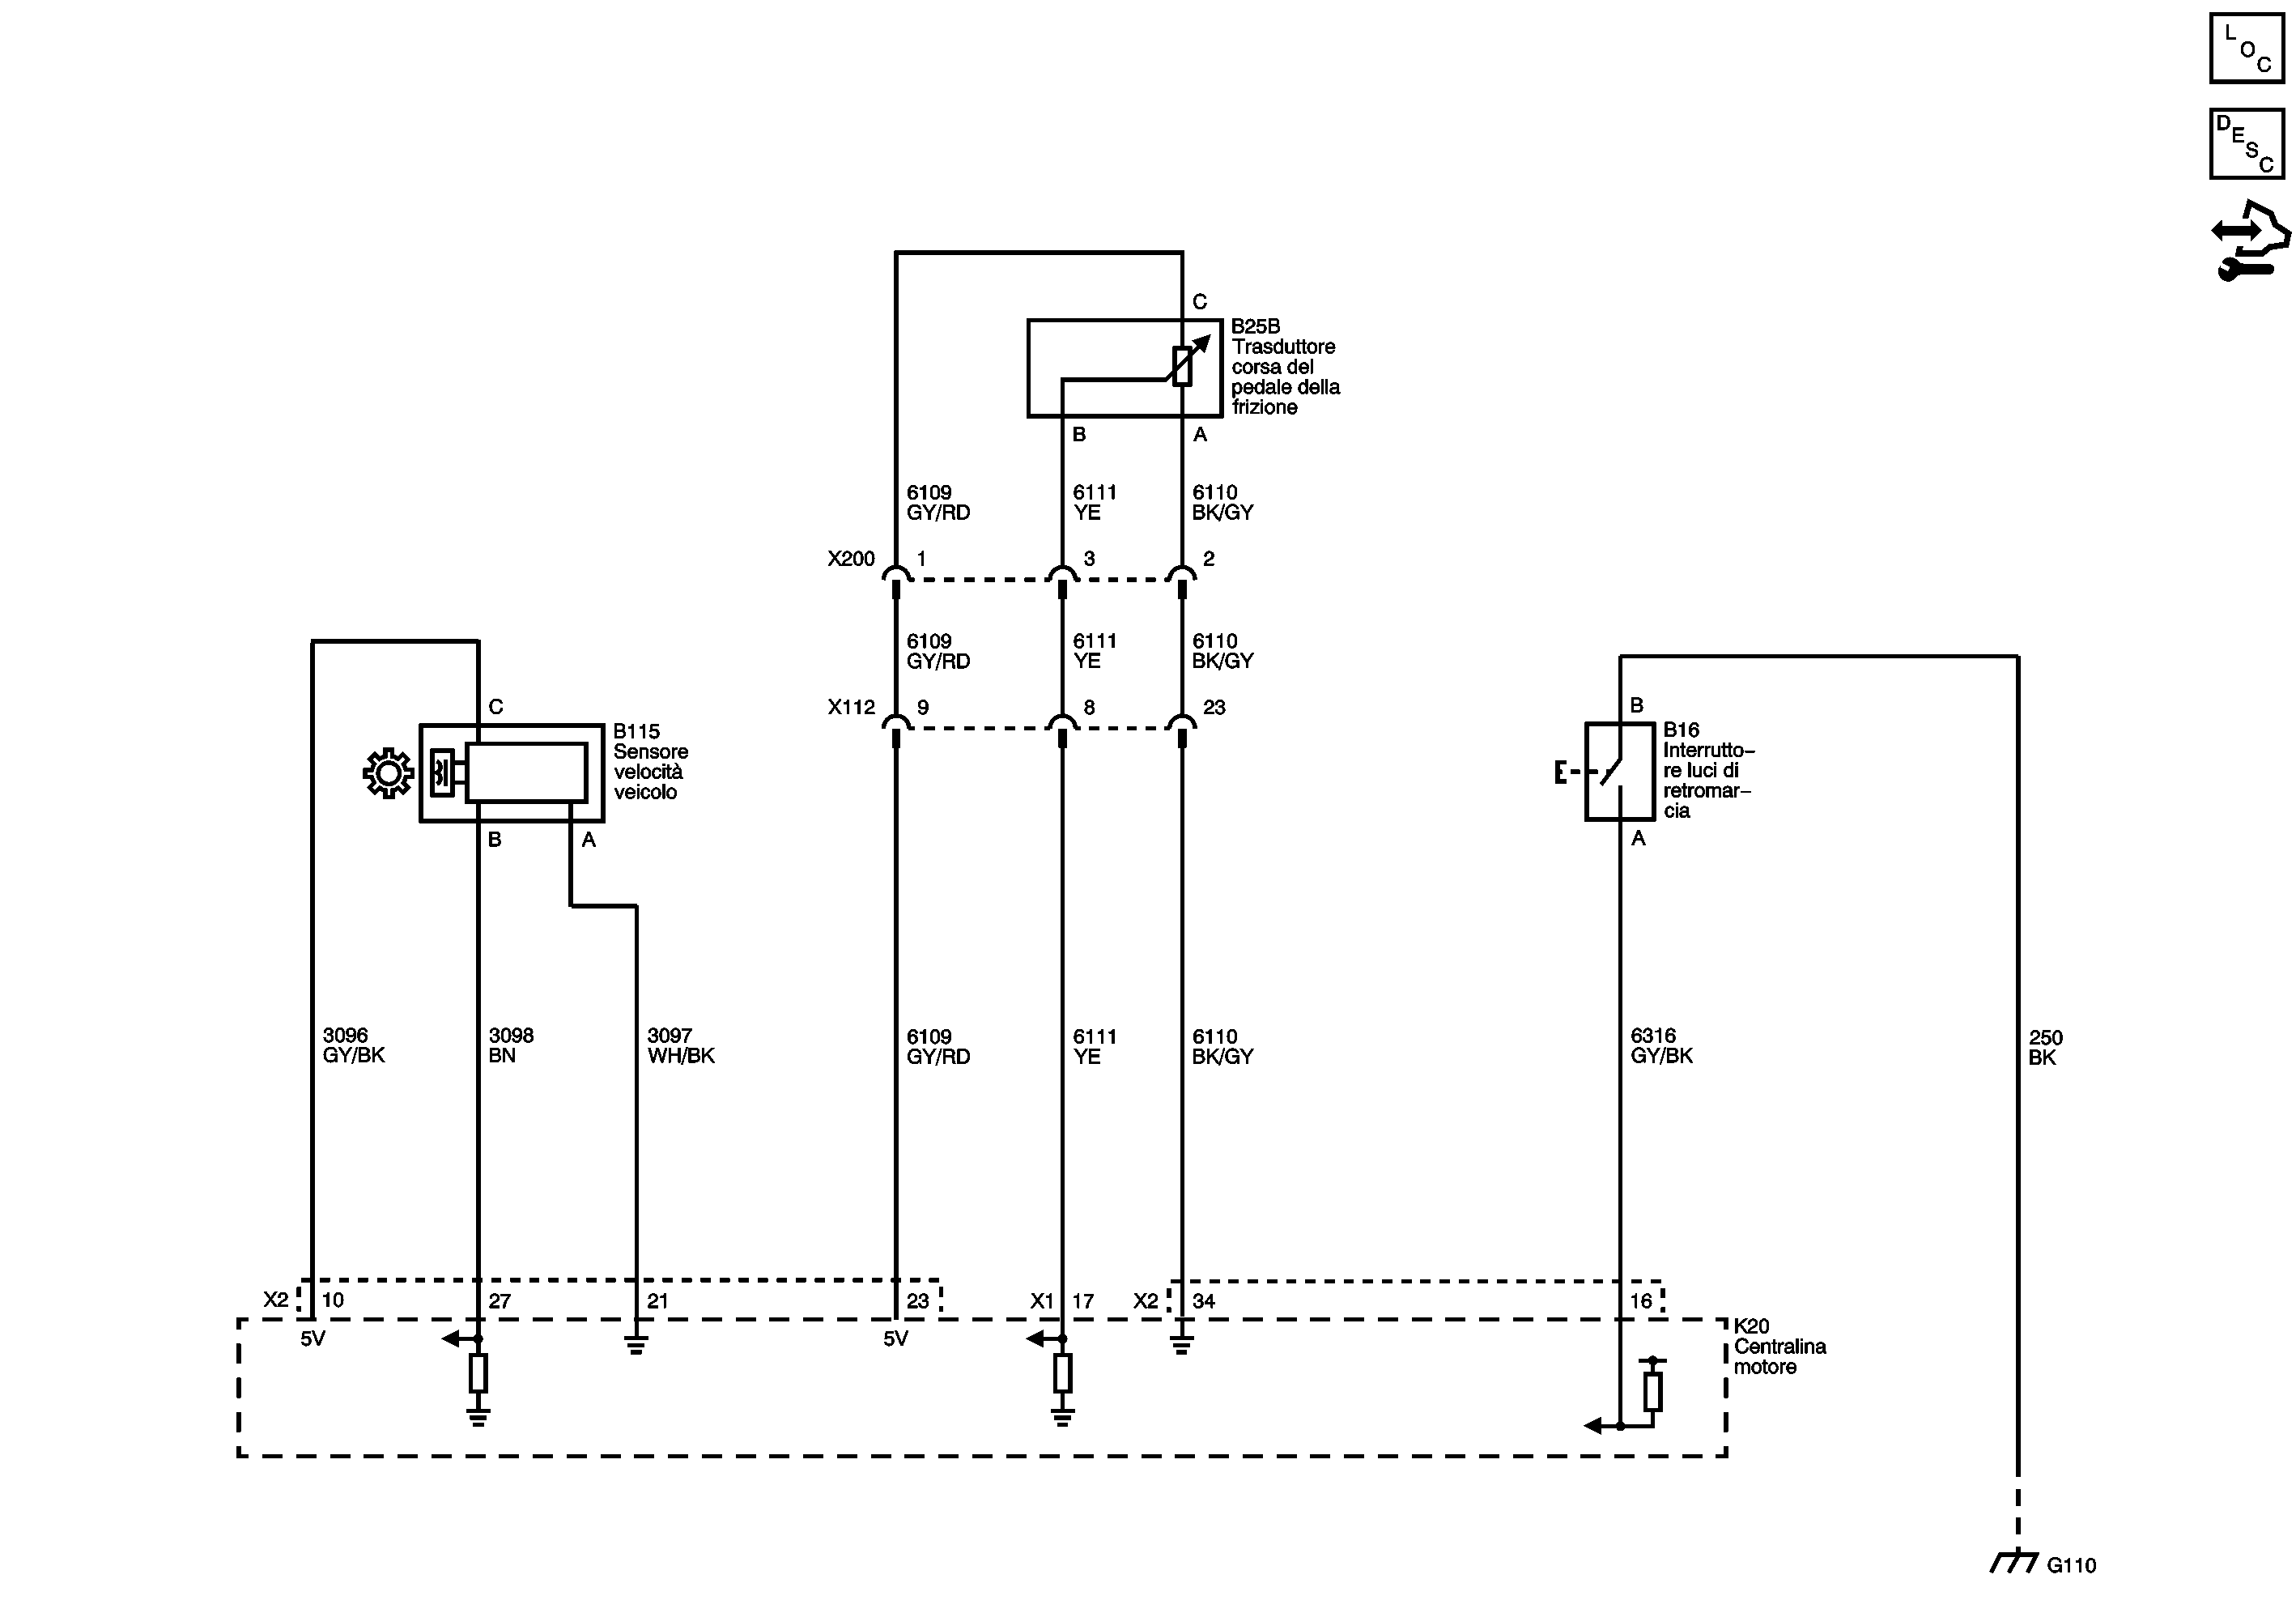 LOC
DESC
C
B25B
Trasduttore
corsa del
pedale della
frizione
B
A
6109
GY/RD
6111
YE
6110
BK/GY
X200
1
3
2
6109
GY/RD
6111
YE
6110
BK/GY
X112
9
8
23
C
B115
Sensore
velocità
veicolo
B
A
B
B16
Interrutto–
re luci di
retromar–
cia
A
3096
GY/BK
3098
BN
3097
WH/BK
6109
GY/RD
6111
YE
6110
BK/GY
6316
GY/BK
250
BK
X2
10
27
21
23
X1
17
X2
34
16
5V
5V
K20
Centralina
motore
G110